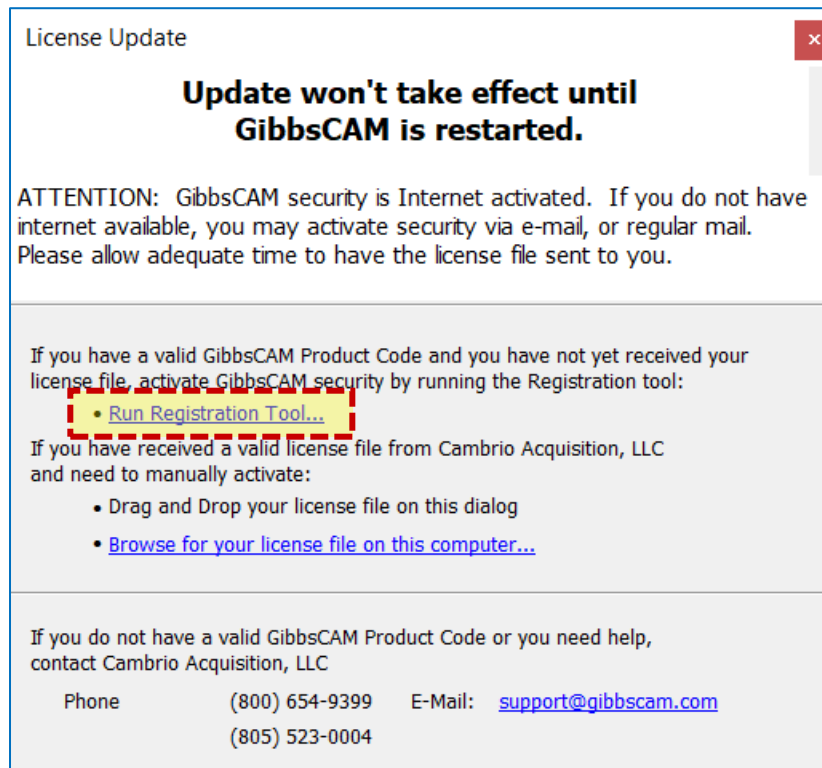 License Update
×
Update won't take effect until
GibbsCAM is restarted.
ATTENTION:  GibbsCAM security is Internet activated.  If you do not have
internet available, you may activate security via e-mail, or regular mail.
Please allow adequate time to have the license file sent to you.
If you have a valid GibbsCAM Product Code and you have not yet received your
license file, activate GibbsCAM security by running the Registration tool:
• Run Registration Tool...
If you have received a valid license file from Cambrio Acquisition, LLC
and need to manually activate:
• Drag and Drop your license file on this dialog
• Browse for your license file on this computer...
If you do not have a valid GibbsCAM Product Code or you need help,
contact Cambrio Acquisition, LLC
Phone (800) 654-9399 E-Mail: support@gibbscam.com
(805) 523-0004